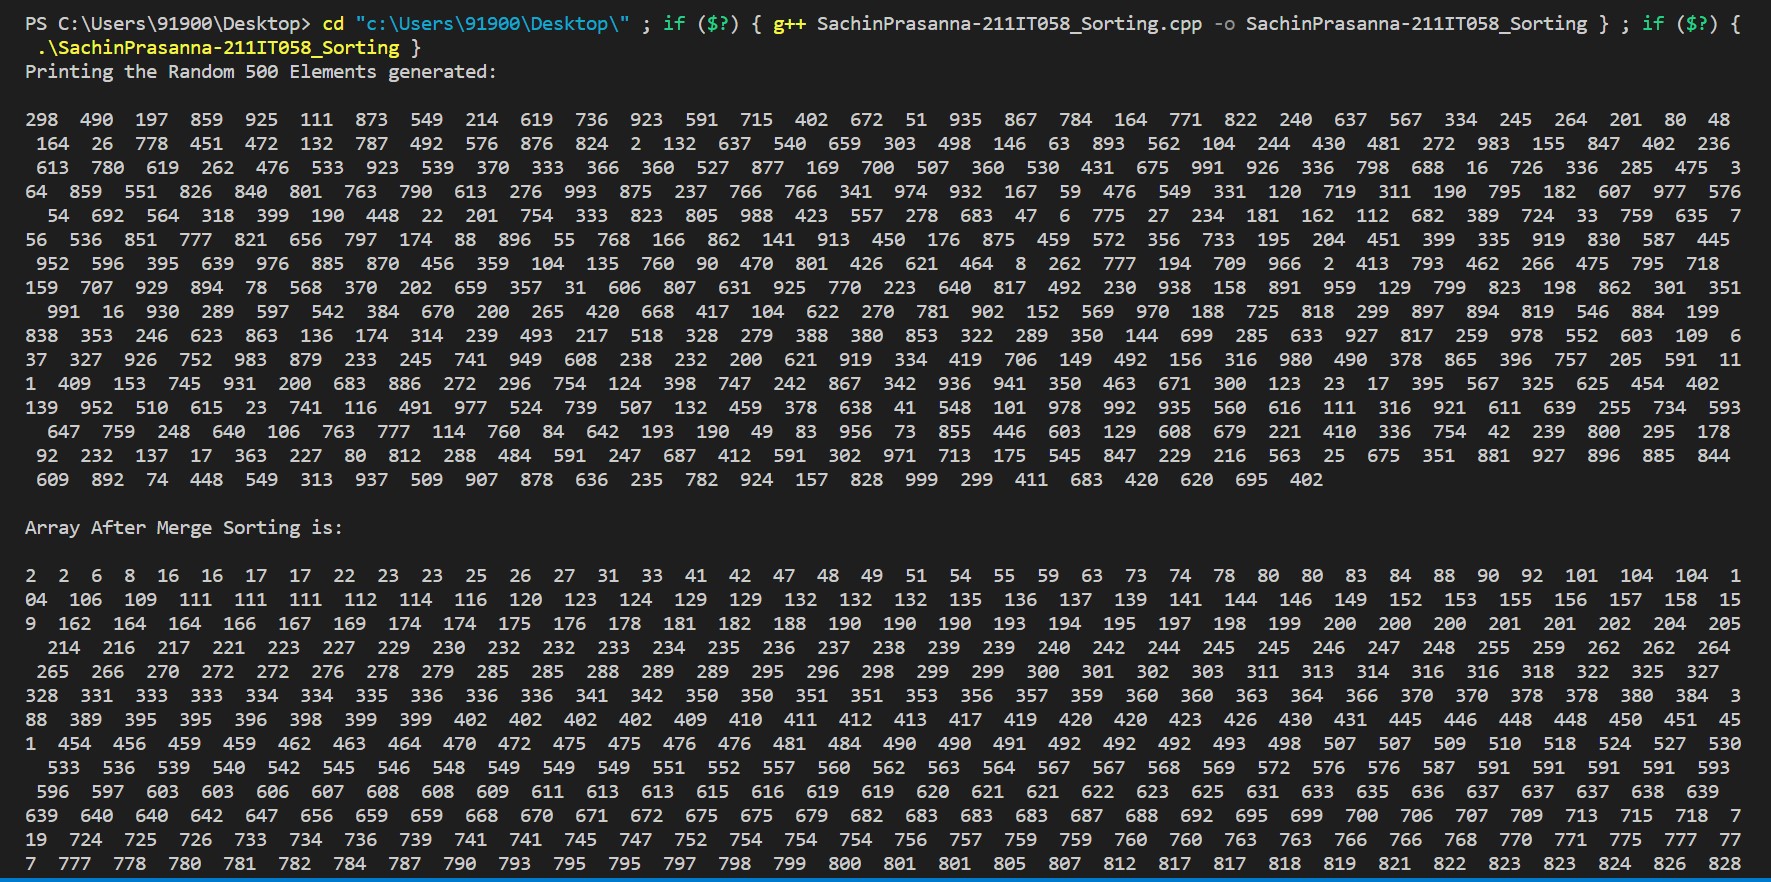 PS C:\Users\91900\Desktop> cd "c:\Users\91900\Desktop\" ; if ($?) { g++ SachinPrasanna-211IT058_Sorting.cpp -o SachinPrasanna-211IT058_Sorting } ; if ($?) {
.\SachinPrasanna-211IT058_Sorting }
Printing the Random 500 Elements generated:
298 490 197 859 925 111 873 549 214 619 736 923 591 715 402 672 51 935 867 784 164 771 822 240 637 567 334 245 264 201 80 48
164 26 778 451 472 132 787 492 576 876 824 2 132 637 540 659 303 498 146 63 893 562 104 244 430 481 272 983 155 847 402 236
613 780 619 262 476 533 923 539 370 333 366 360 527 877 169 700 507 360 530 431 675 991 926 336 798 688 16 726 336 285 475 3
64 859 551 826 840 801 763 790 613 276 993 875 237 766 766 341 974 932 167 59 476 549 331 120 719 311 190 795 182 607 977 576
54 692 564 318 399 190 448 22 201 754 333 823 805 988 423 557 278 683 47 6 775 27 234 181 162 112 682 389 724 33 759 635 7
56 536 851 777 821 656 797 174 88 896 55 768 166 862 141 913 450 176 875 459 572 356 733 195 204 451 399 335 919 830 587 445
952 596 395 639 976 885 870 456 359 104 135 760 90 470 801 426 621 464 8 262 777 194 709 966 2 413 793 462 266 475 795 718
159 707 929 894 78 568 370 202 659 357 31 606 807 631 925 770 223 640 817 492 230 938 158 891 959 129 799 823 198 862 301 351
991 16 930 289 597 542 384 670 200 265 420 668 417 104 622 270 781 902 152 569 970 188 725 818 299 897 894 819 546 884 199
838 353 246 623 863 136 174 314 239 493 217 518 328 279 388 380 853 322 289 350 144 699 285 633 927 817 259 978 552 603 109 6
37 327 926 752 983 879 233 245 741 949 608 238 232 200 621 919 334 419 706 149 492 156 316 980 490 378 865 396 757 205 591 11
1 409 153 745 931 200 683 886 272 296 754 124 398 747 242 867 342 936 941 350 463 671 300 123 23 17 395 567 325 625 454 402
139 952 510 615 23 741 116 491 977 524 739 507 132 459 378 638 41 548 101 978 992 935 560 616 111 316 921 611 639 255 734 593
647 759 248 640 106 763 777 114 760 84 642 193 190 49 83 956 73 855 446 603 129 608 679 221 410 336 754 42 239 800 295 178
92 232 137 17 363 227 80 812 288 484 591 247 687 412 591 302 971 713 175 545 847 229 216 563 25 675 351 881 927 896 885 844
609 892 74 448 549 313 937 509 907 878 636 235 782 924 157 828 999 299 411 683 420 620 695 402
Array After Merge Sorting is:
2 2 6 8 16 16 17 17 22 23 23 25 26 27 31 33 41 42 47 48 49 51 54 55 59 63 73 74 78 80 80 83 84 88 90 92 101 104 104 1
04 106 109 111 111 111 112 114 116 120 123 124 129 129 132 132 132 135 136 137 139 141 144 146 149 152 153 155 156 157 158 15
9 162 164 164 166 167 169 174 174 175 176 178 181 182 188 190 190 190 193 194 195 197 198 199 200 200 200 201 201 202 204 205
214 216 217 221 223 227 229 230 232 232 233 234 235 236 237 238 239 239 240 242 244 245 245 246 247 248 255 259 262 262 264
265 266 270 272 272 276 278 279 285 285 288 289 289 295 296 298 299 299 300 301 302 303 311 313 314 316 316 318 322 325 327
328 331 333 333 334 334 335 336 336 336 341 342 350 350 351 351 353 356 357 359 360 360 363 364 366 370 370 378 378 380 384 3
88 389 395 395 396 398 399 399 402 402 402 402 409 410 411 412 413 417 419 420 420 423 426 430 431 445 446 448 448 450 451 45
1 454 456 459 459 462 463 464 470 472 475 475 476 476 481 484 490 490 491 492 492 492 493 498 507 507 509 510 518 524 527 530
533 536 539 540 542 545 546 548 549 549 549 551 552 557 560 562 563 564 567 567 568 569 572 576 576 587 591 591 591 591 593
596 597 603 603 606 607 608 608 609 611 613 613 615 616 619 619 620 621 621 622 623 625 631 633 635 636 637 637 637 638 639
639 640 640 642 647 656 659 659 668 670 671 672 675 675 679 682 683 683 683 687 688 692 695 699 700 706 707 709 713 715 718 7
19 724 725 726 733 734 736 739 741 741 745 747 752 754 754 754 756 757 759 759 760 760 763 763 766 766 768 770 771 775 777 77
7 777 778 780 781 782 784 787 790 793 795 795 797 798 799 800 801 801 805 807 812 817 817 818 819 821 822 823 823 824 826 828